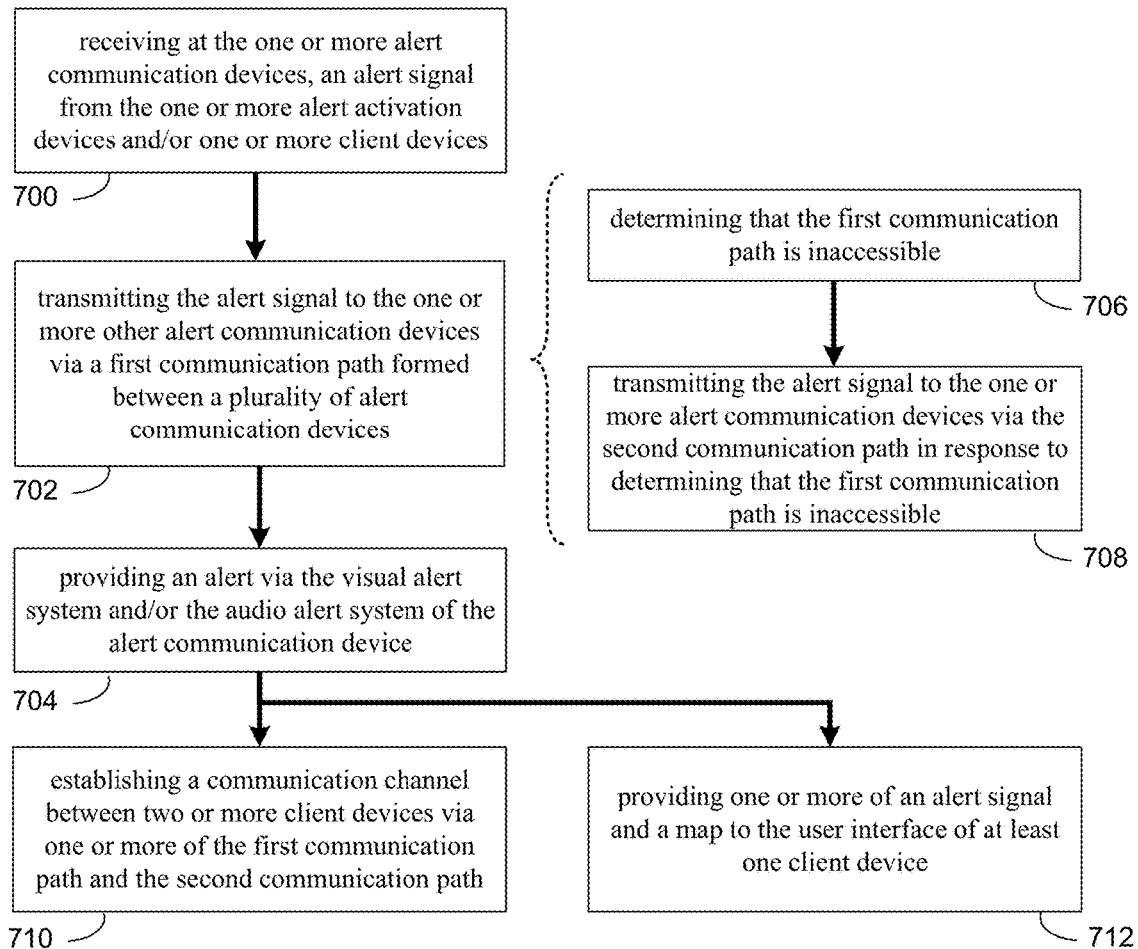 receiving at the one or more alert
communication devices, an alert signal
from the one or more alert activation
devices and/or one or more client devices
700
transmitting the alert signal to the one or
more other alert communication devices
via a first communication path formed
between a plurality of alert
communication devices
702
determining that the first communication
path is inaccessible
706
transmitting the alert signal to the one or
more alert communication devices via the
second communication path in response to
determining that the first communication
path is inaccessible
708
providing an alert via the visual alert
system and/or the audio alert system of the
alert communication device
704
establishing a communication channel
between two or more client devices via
one or more of the first communication
path and the second communication path
710
providing one or more of an alert signal
and a map to the user interface of at least
one client device
712